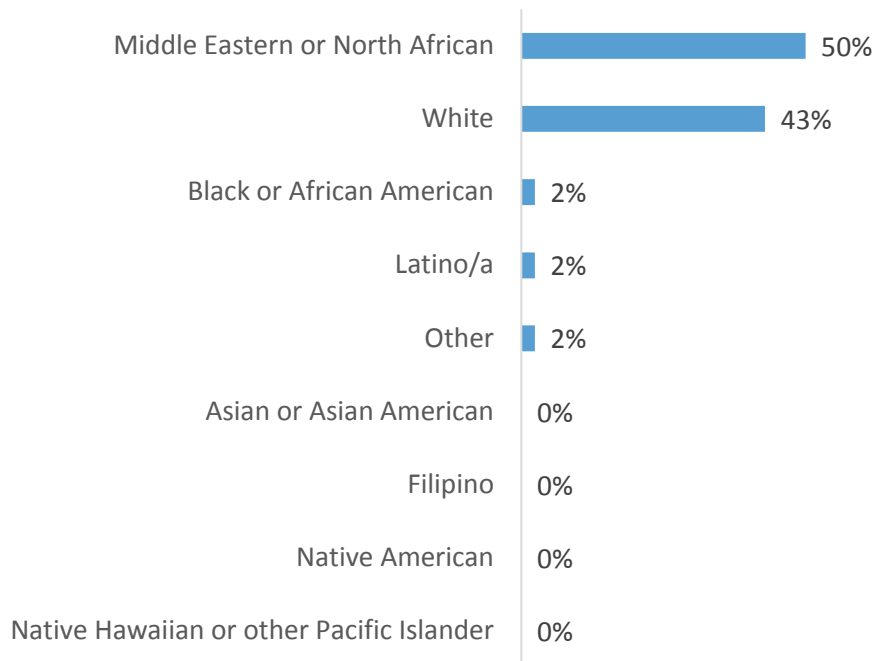 Middle Eastern or North African 50%
White 43%
Black or African American 2%
Latino/a 2%
Other 2%
Asian or Asian American 0%
Filipino 0%
Native American 0%
Native Hawaiian or other Pacific Islander 0%